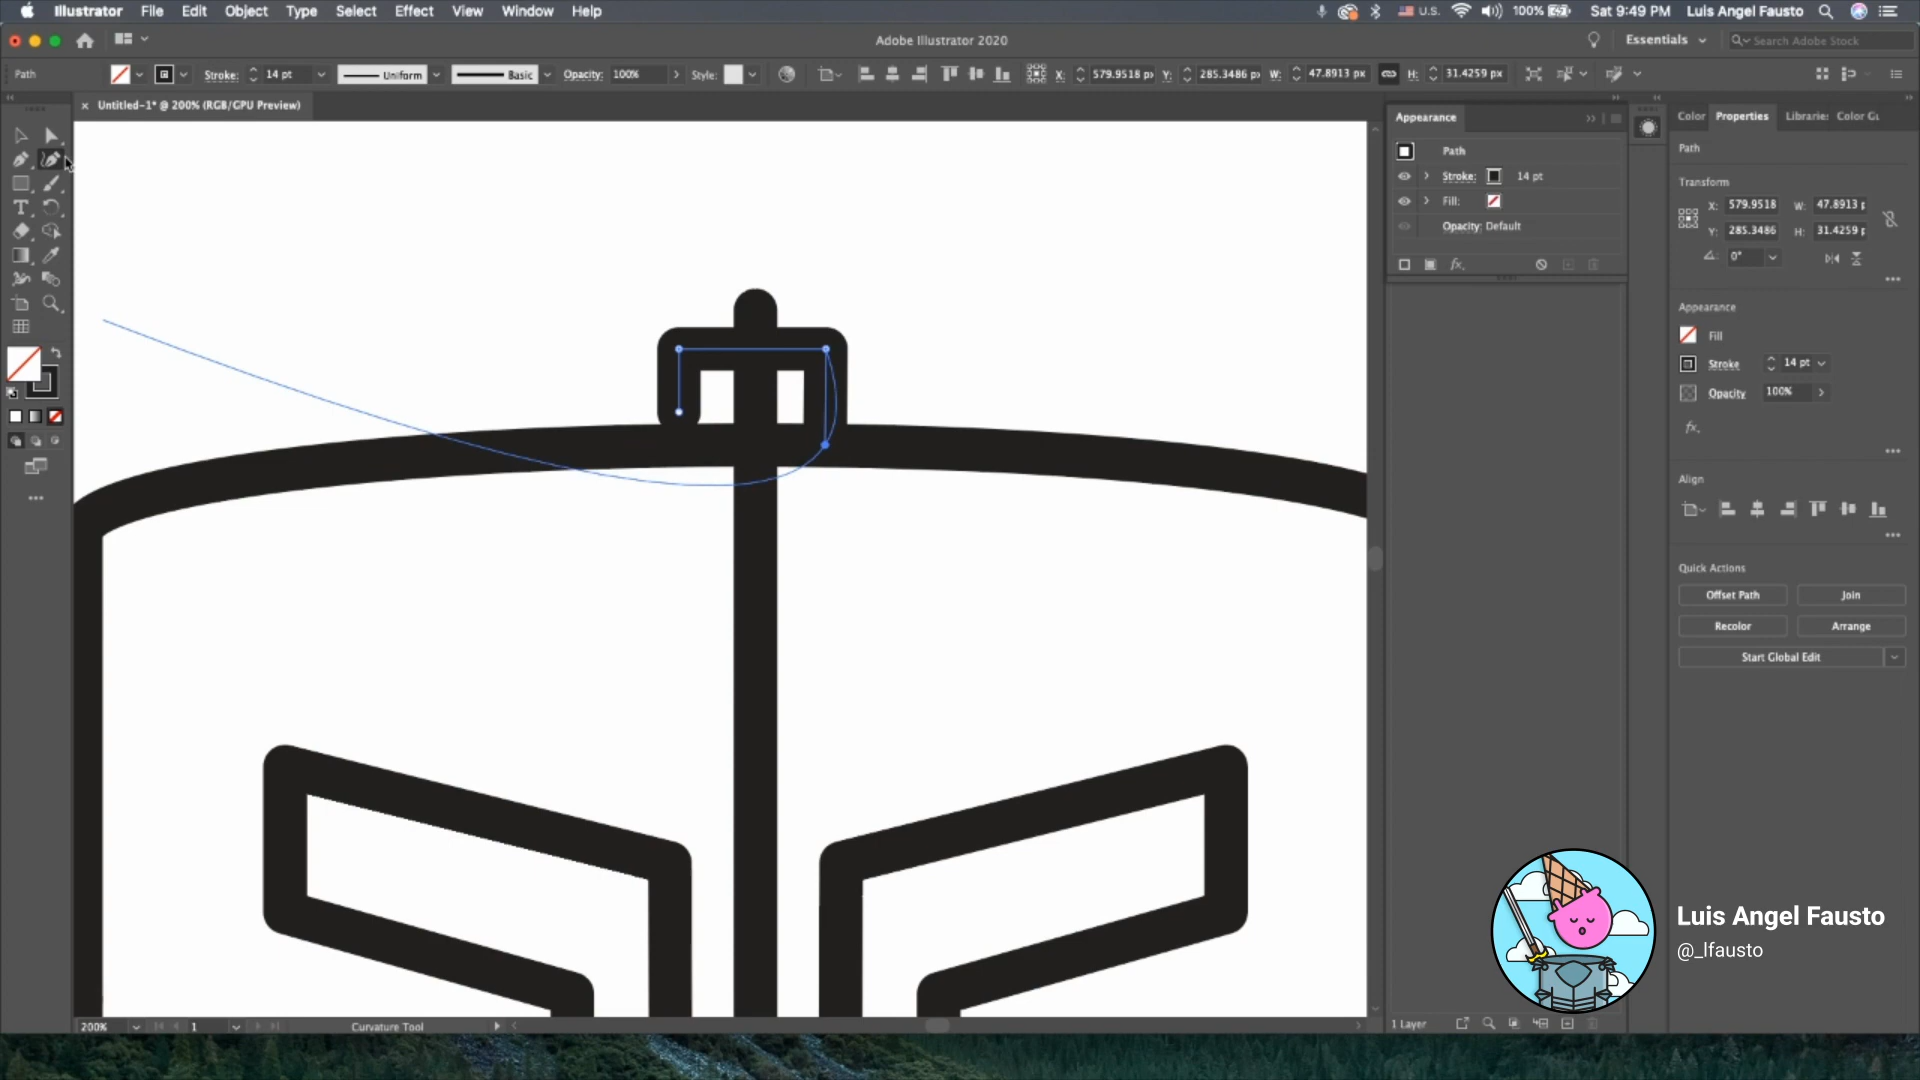 Illustrator File Edit Object Type Select Effect View Window Help U.S. 100% Sat 9:49 PM Luis Angel Fausto
Adobe Illustrator 2020 Essentials Search Adobe Stock
Path Stroke: 14 pt Uniform Basic Opacity: 100% Style: X: 579.9518 px Y: 285.3486 px W: 47.8913 px H: 31.4259 px
Untitled-1* @ 200% (RGB/GPU Preview)
Appearance
Path
Stroke: 14 pt
Fill:
Opacity: Default
fx.
Color Properties Libraries Color Gu
Path
Transform
X: 579.9518 W: 47.8913 p
Y: 285.3486 H: 31.4259 p
0°
Appearance
Fill
Stroke 14 pt
Opacity 100%
fx.
Align
Quick Actions
Offset Path Join
Recolor Arrange
Start Global Edit
Luis Angel Fausto
@_lfausto
200% 1 Curvature Tool
1 Layer